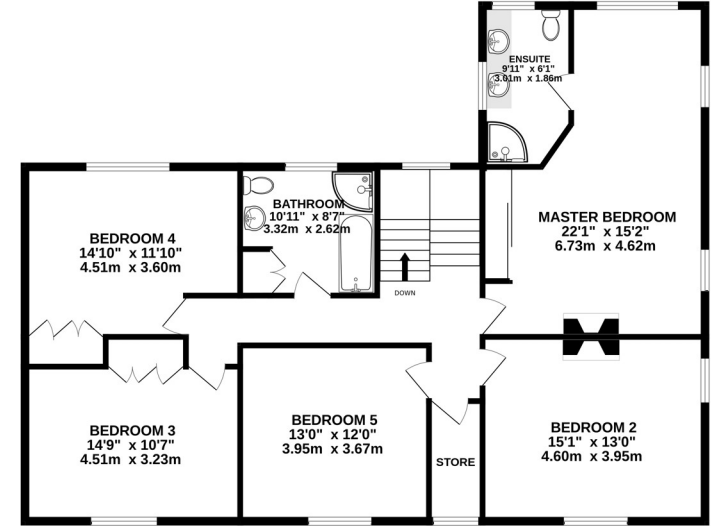 ENSUITE
9'11" x 6'1"
3.01m x 1.86m
BATHROOM
10'11" x 8'7"
3.32m x 2.62m
MASTER BEDROOM
22'1" x 15'2"
6.73m x 4.62m
BEDROOM 4
14'10" x 11'10"
4.51m x 3.60m
DOWN
BEDROOM 3
14'9" x 10'7"
4.51m x 3.23m
BEDROOM 5
13'0" x 12'0"
3.95m x 3.67m
STORE
BEDROOM 2
15'1" x 13'0"
4.60m x 3.95m